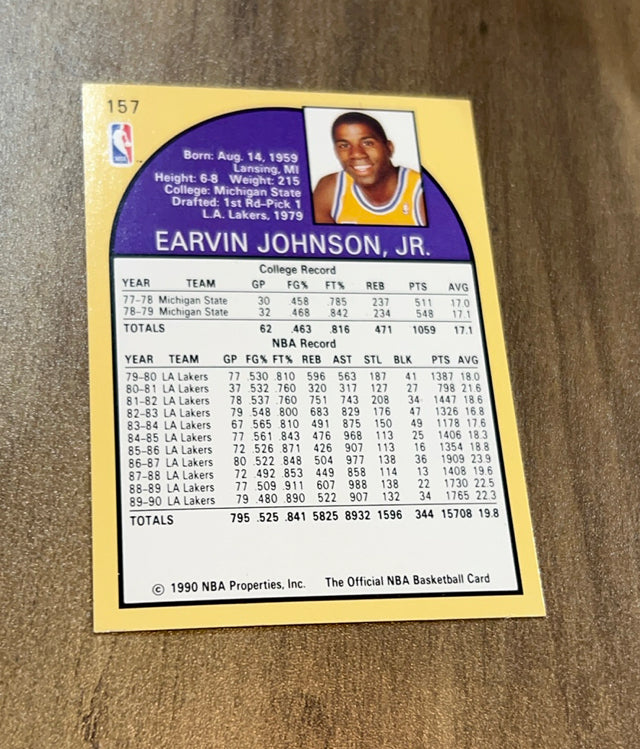 157
NBA
Born: Aug. 14, 1959
Lansing, MI
Height: 6-8 Weight: 215
College: Michigan State
Drafted: 1st Rd-Pick 1
L.A. Lakers, 1979
EARVIN JOHNSON, JR.
College Record
YEAR TEAM GP FG% FT% REB PTS AVG
77-78 Michigan State 30 .458 .785 237 511 17.0
78-79 Michigan State 32 .468 .842 234 548 17.1
TOTALS 62 .463 .816 471 1059 17.1
NBA Record
YEAR TEAM GP FG% FT% REB AST STL BLK PTS AVG
79-80 LA Lakers 77 .530 .810 596 563 187 41 1387 18.0
80-81 LA Lakers 37 .532 .760 320 317 127 27 798 21.6
81-82 LA Lakers 78 .537 .760 751 743 208 34 1447 18.6
82-83 LA Lakers 79 .548 .800 683 829 176 47 1326 16.8
83-84 LA Lakers 67 .565 .810 491 875 150 49 1178 17.6
84-85 LA Lakers 77 .561 .843 476 968 113 25 1406 18.3
85-86 LA Lakers 72 .526 .871 426 907 113 16 1354 18.8
86-87 LA Lakers 80 .522 .848 504 977 138 36 1909 23.9
87-88 LA Lakers 72 .492 .853 449 858 114 13 1408 19.6
88-89 LA Lakers 77 .509 .911 607 988 138 22 1730 22.5
89-90 LA Lakers 79 .480 .890 522 907 132 34 1765 22.3
TOTALS 795 .525 .841 5825 8932 1596 344 15708 19.8
© 1990 NBA Properties, Inc. The Official NBA Basketball Card